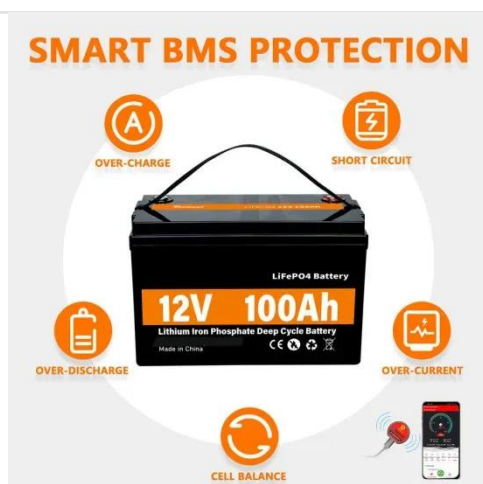 SMART BMS PROTECTION
OVER-CHARGE
SHORT CIRCUIT
LiFePO4 Battery
12V 100Ah
Lithium Iron Phosphate Deep Cycle Battery
Made in China
OVER-DISCHARGE
OVER-CURRENT
CELL BALANCE